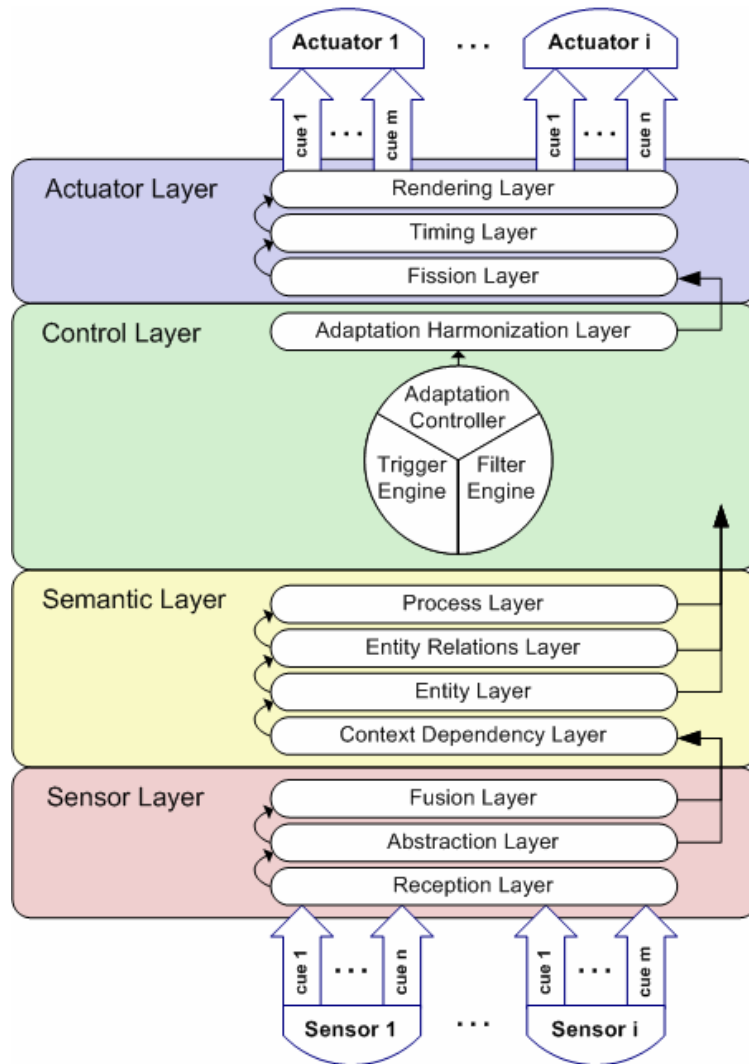 Actuator 1 ... Actuator i
cue 1 ... cue m cue 1 ... cue n
Actuator Layer
Rendering Layer
Timing Layer
Fission Layer
Control Layer
Adaptation Harmonization Layer
Adaptation
Controller
Trigger
Engine
Filter
Engine
Semantic Layer
Process Layer
Entity Relations Layer
Entity Layer
Context Dependency Layer
Sensor Layer
Fusion Layer
Abstraction Layer
Reception Layer
cue 1 ... cue n cue 1 ... cue m
Sensor 1 ... Sensor i